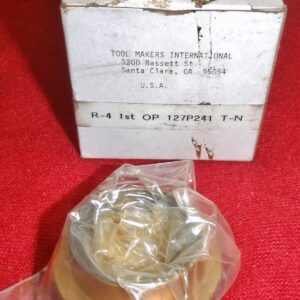 TOOL MAKERS INTERNATIONAL
3200 Bassett St.
Santa Clara, CA 95054
U.S.A.
R-4 1st OP 127P241 T-N